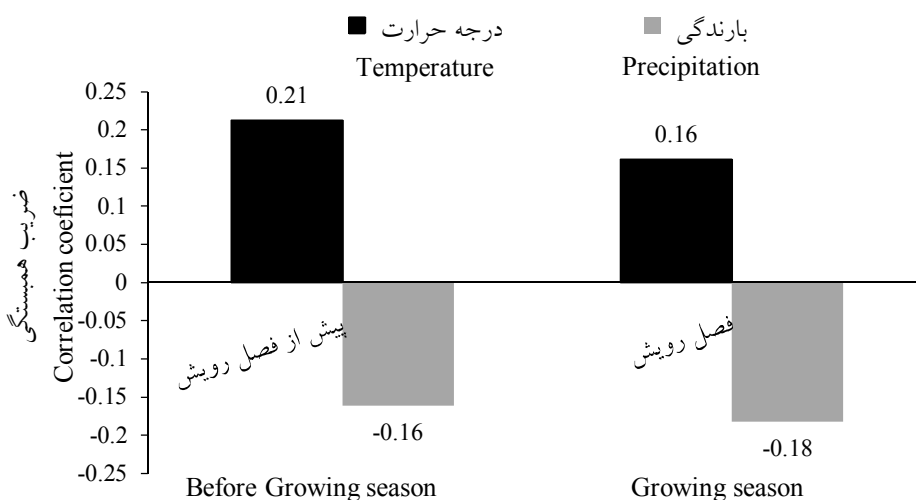 درجه حرارت
Temperature
بارندگی
Precipitation
ضریب همبستگی
Correlation coeficient
0.25
0.2
0.15
0.1
0.05
0
-0.05
-0.1
-0.15
-0.2
-0.25
0.21
-0.16
0.16
-0.18
پیش از فصل رویش
فصل رویش
Before Growing season
Growing season